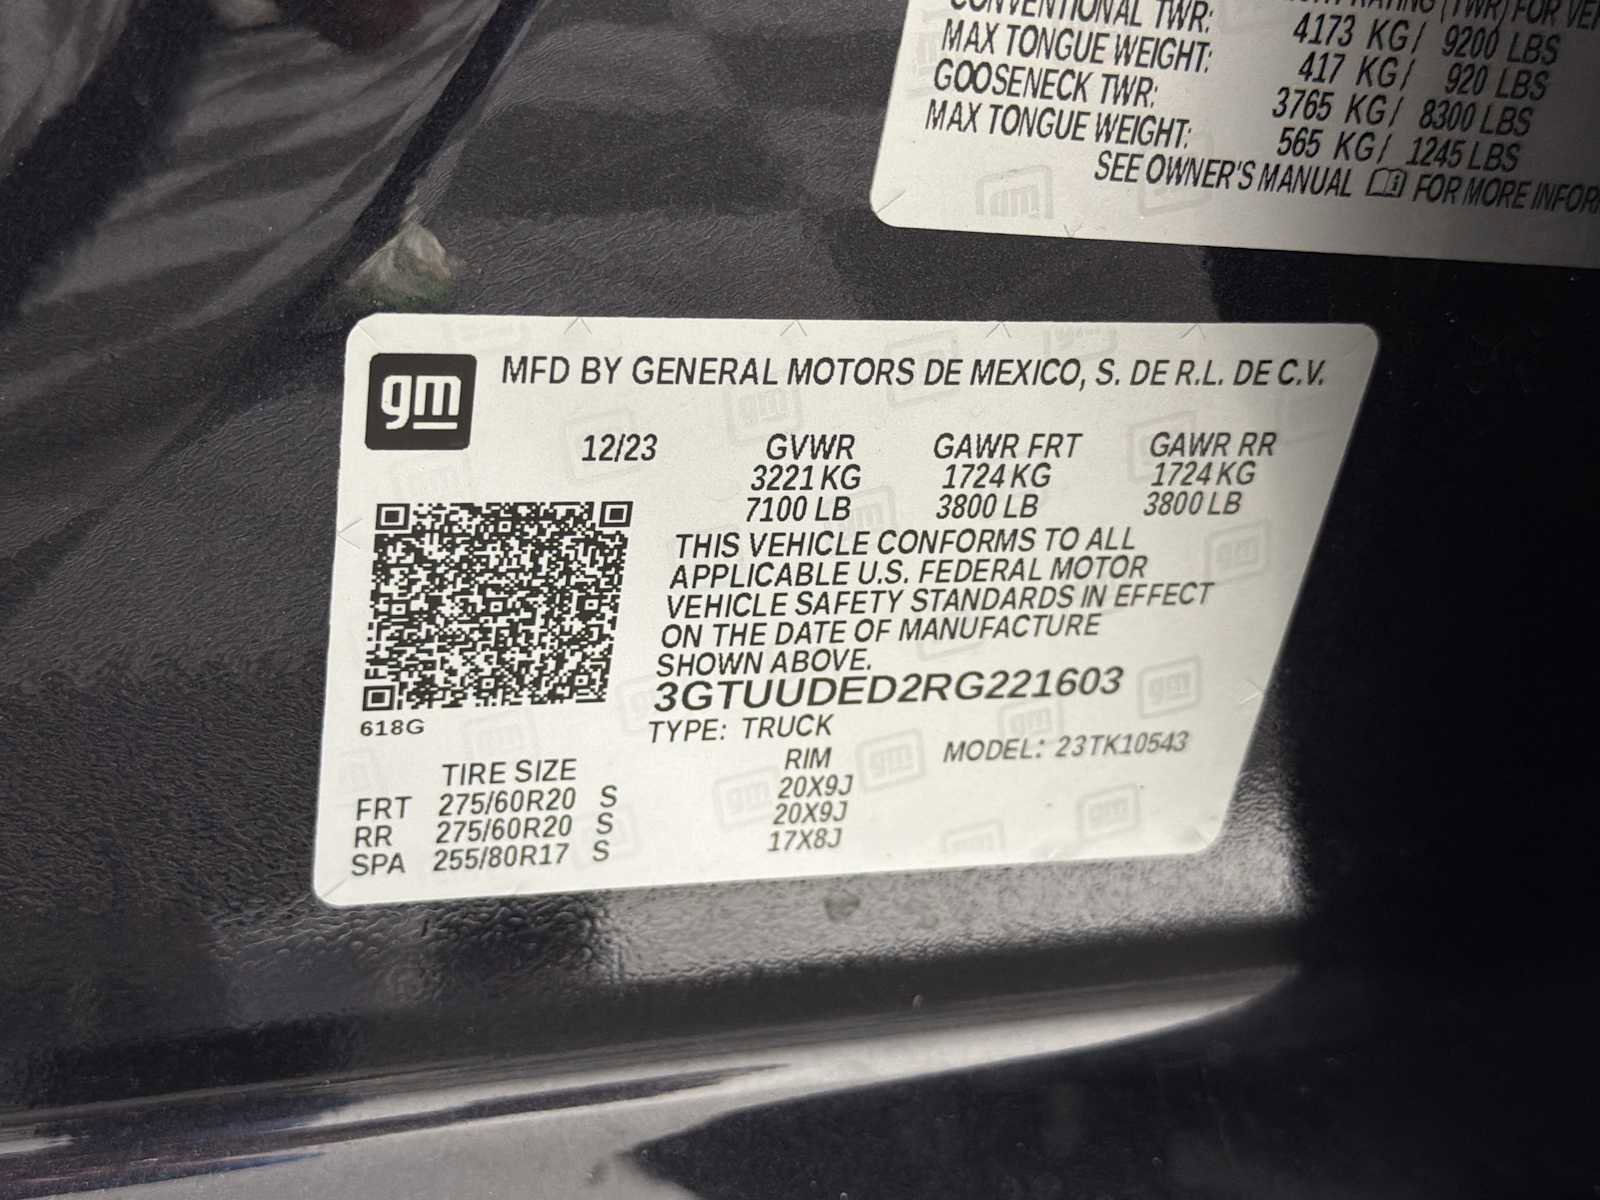 RATING (TWR) FOR
CONVENTIONAL TWR: 4173 KG/ 9200 LBS
MAX TONGUE WEIGHT: 417 KG/ 920 LBS
GOOSENECK TWR: 3765 KG/ 8300 LBS
MAX TONGUE WEIGHT: 565 KG/ 1245 LBS
SEE OWNER'S MANUAL FOR MORE INFOR
gm
MFD BY GENERAL MOTORS DE MEXICO, S. DE R.L. DE C.V.
12/23 GVWR GAWR FRT GAWR RR
3221 KG 1724 KG 1724 KG
7100 LB 3800 LB 3800 LB
THIS VEHICLE CONFORMS TO ALL
APPLICABLE U.S. FEDERAL MOTOR
VEHICLE SAFETY STANDARDS IN EFFECT
ON THE DATE OF MANUFACTURE
SHOWN ABOVE.
3GTUUDED2RG221603
618G
TYPE: TRUCK
MODEL: 23TK10543
TIRE SIZE RIM
FRT 275/60R20 S 20X9J
RR 275/60R20 S 20X9J
SPA 255/80R17 S 17X8J